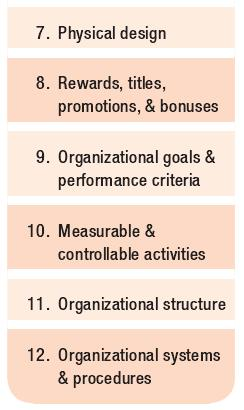 7. Physical design
8. Rewards, titles,
promotions, & bonuses
9. Organizational goals &
performance criteria
10. Measurable &
controllable activities
11. Organizational structure
12. Organizational systems
& procedures